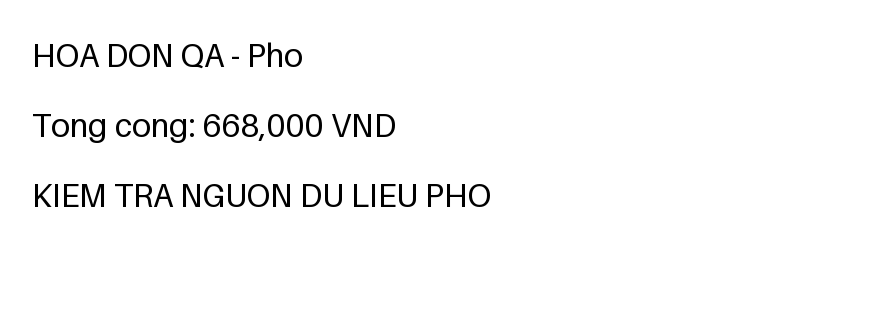 HOA DON QA - Pho
Tong cong: 668,000 VND
KIEM TRA NGUON DU LIEU PHO